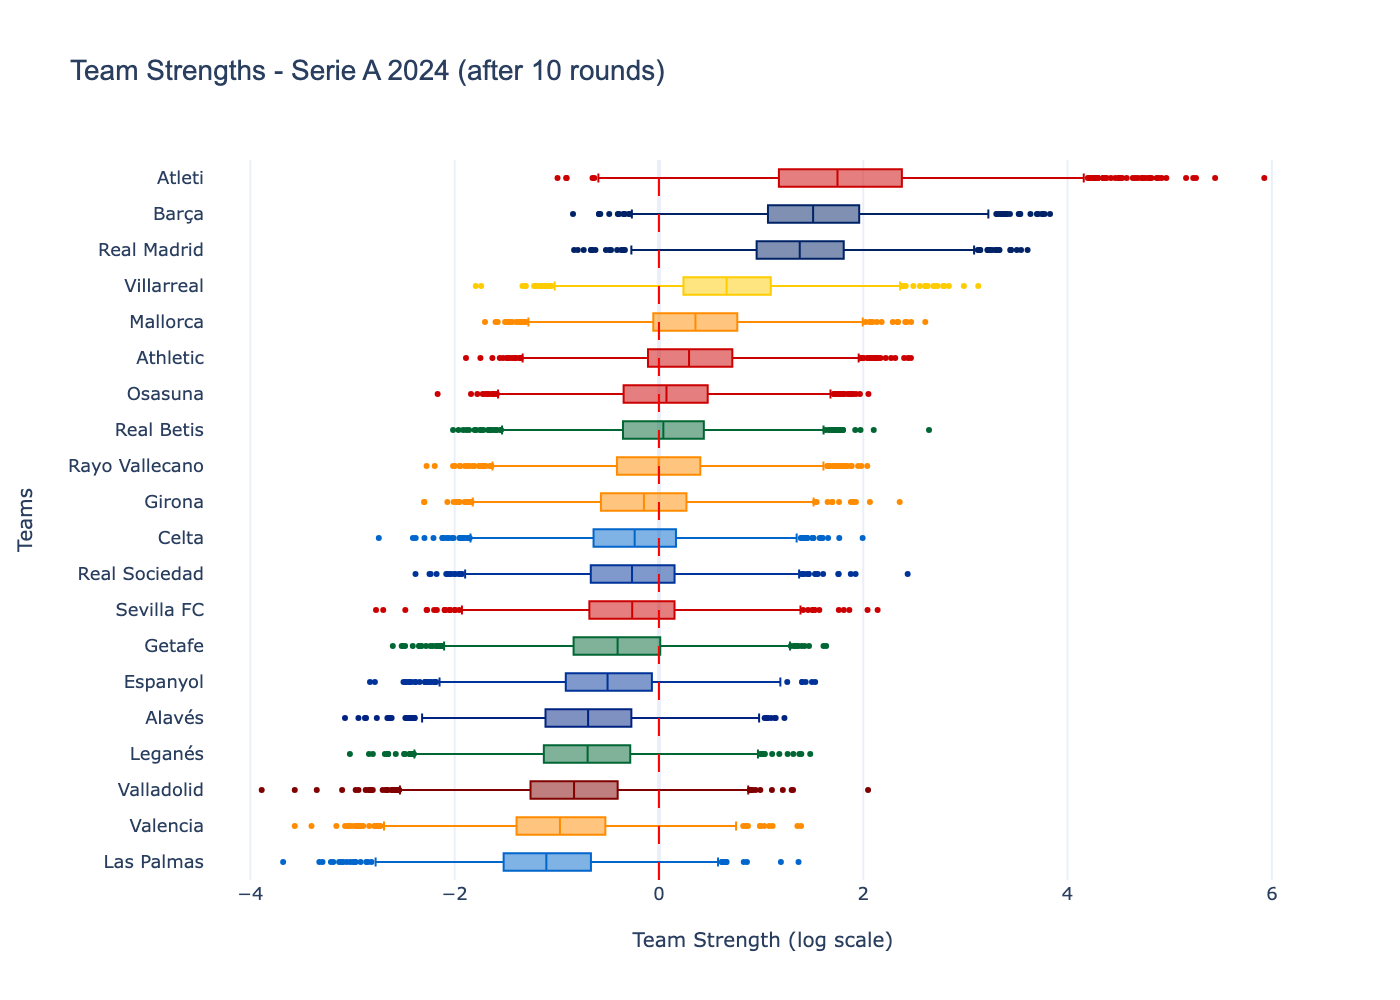 Team Strengths - Serie A 2024 (after 10 rounds)
Teams
Atleti
Barça
Real Madrid
Villarreal
Mallorca
Athletic
Osasuna
Real Betis
Rayo Vallecano
Girona
Celta
Real Sociedad
Sevilla FC
Getafe
Espanyol
Alavés
Leganés
Valladolid
Valencia
Las Palmas
−4 −2 0 2 4 6
Team Strength (log scale)